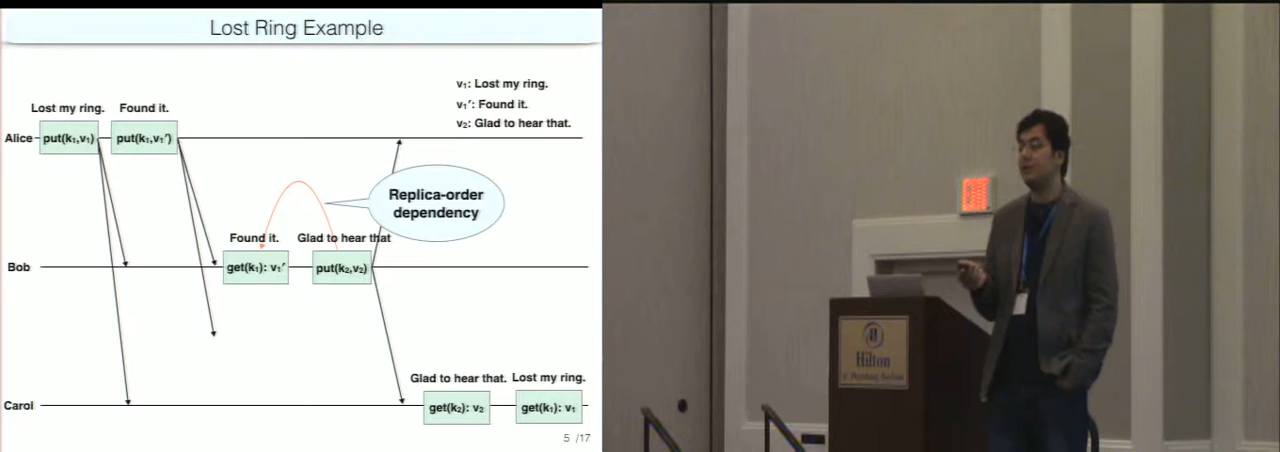 Lost Ring Example
v₁: Lost my ring.
v₁′: Found it.
v₂: Glad to hear that.
Lost my ring. Found it.
Alice put(k₁,v₁) put(k₁,v₁′)
Replica-order
dependency
Found it. Glad to hear that
Bob get(k₁): v₁′ put(k₂,v₂)
Glad to hear that. Lost my ring.
Carol get(k₂): v₂ get(k₁): v₁
5 /17
Hilton